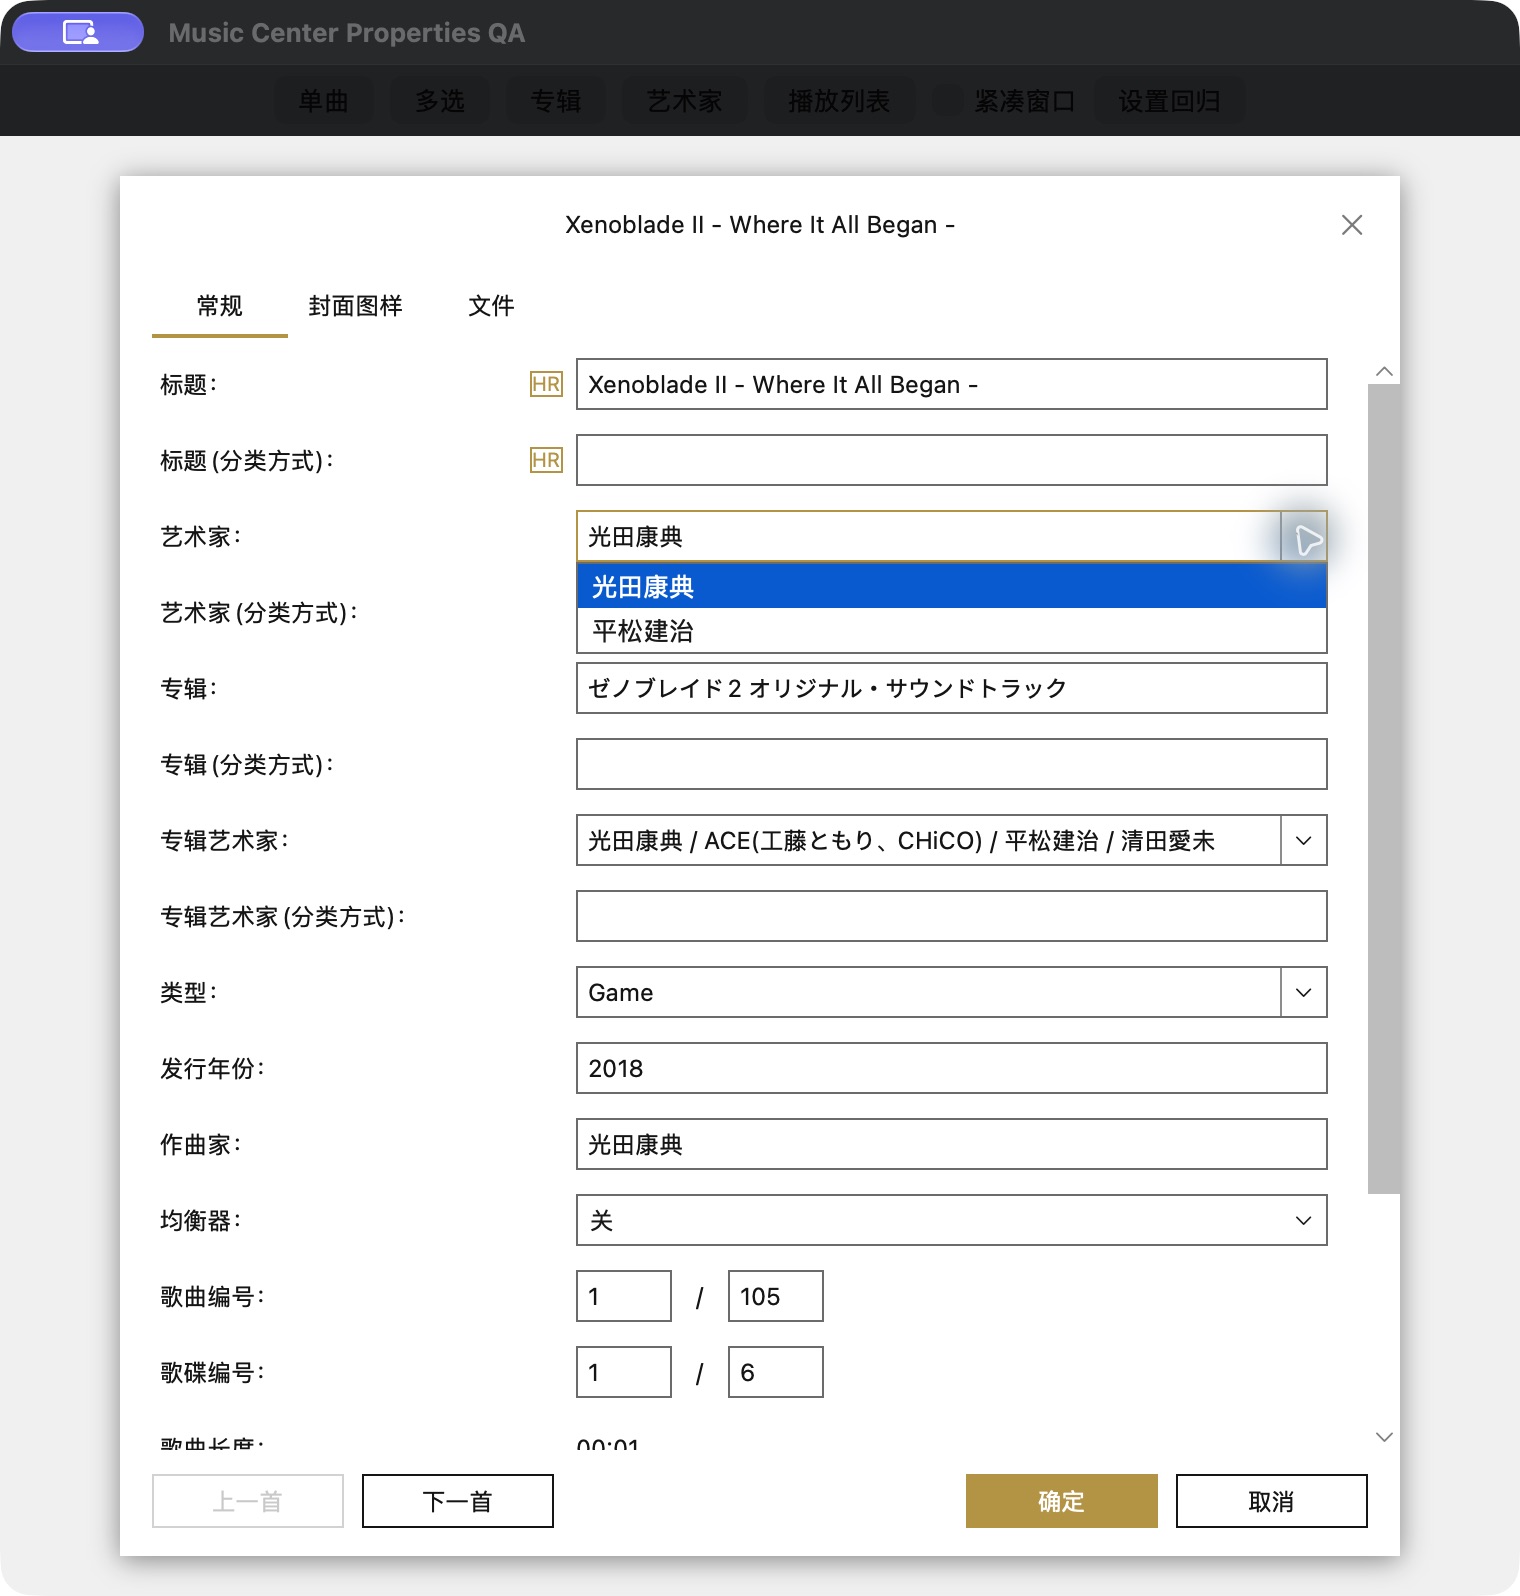 Music Center Properties QA
单曲 多选 专辑 艺术家 播放列表 紧凑窗口 设置回归
Xenoblade II - Where It All Began -
常规 封面图样 文件
标题: HR Xenoblade II - Where It All Began -
标题(分类方式): HR
艺术家: 光田康典
光田康典
艺术家(分类方式):
平松建治
专辑: ゼノブレイド2 オリジナル・サウンドトラック
专辑(分类方式):
专辑艺术家: 光田康典 / ACE(工藤ともり、CHiCO) / 平松建治 / 清田愛未
专辑艺术家(分类方式):
类型: Game
发行年份: 2018
作曲家: 光田康典
均衡器: 关
歌曲编号: 1 / 105
歌碟编号: 1 / 6
歌曲长度: 00:01
上一首 下一首 确定 取消